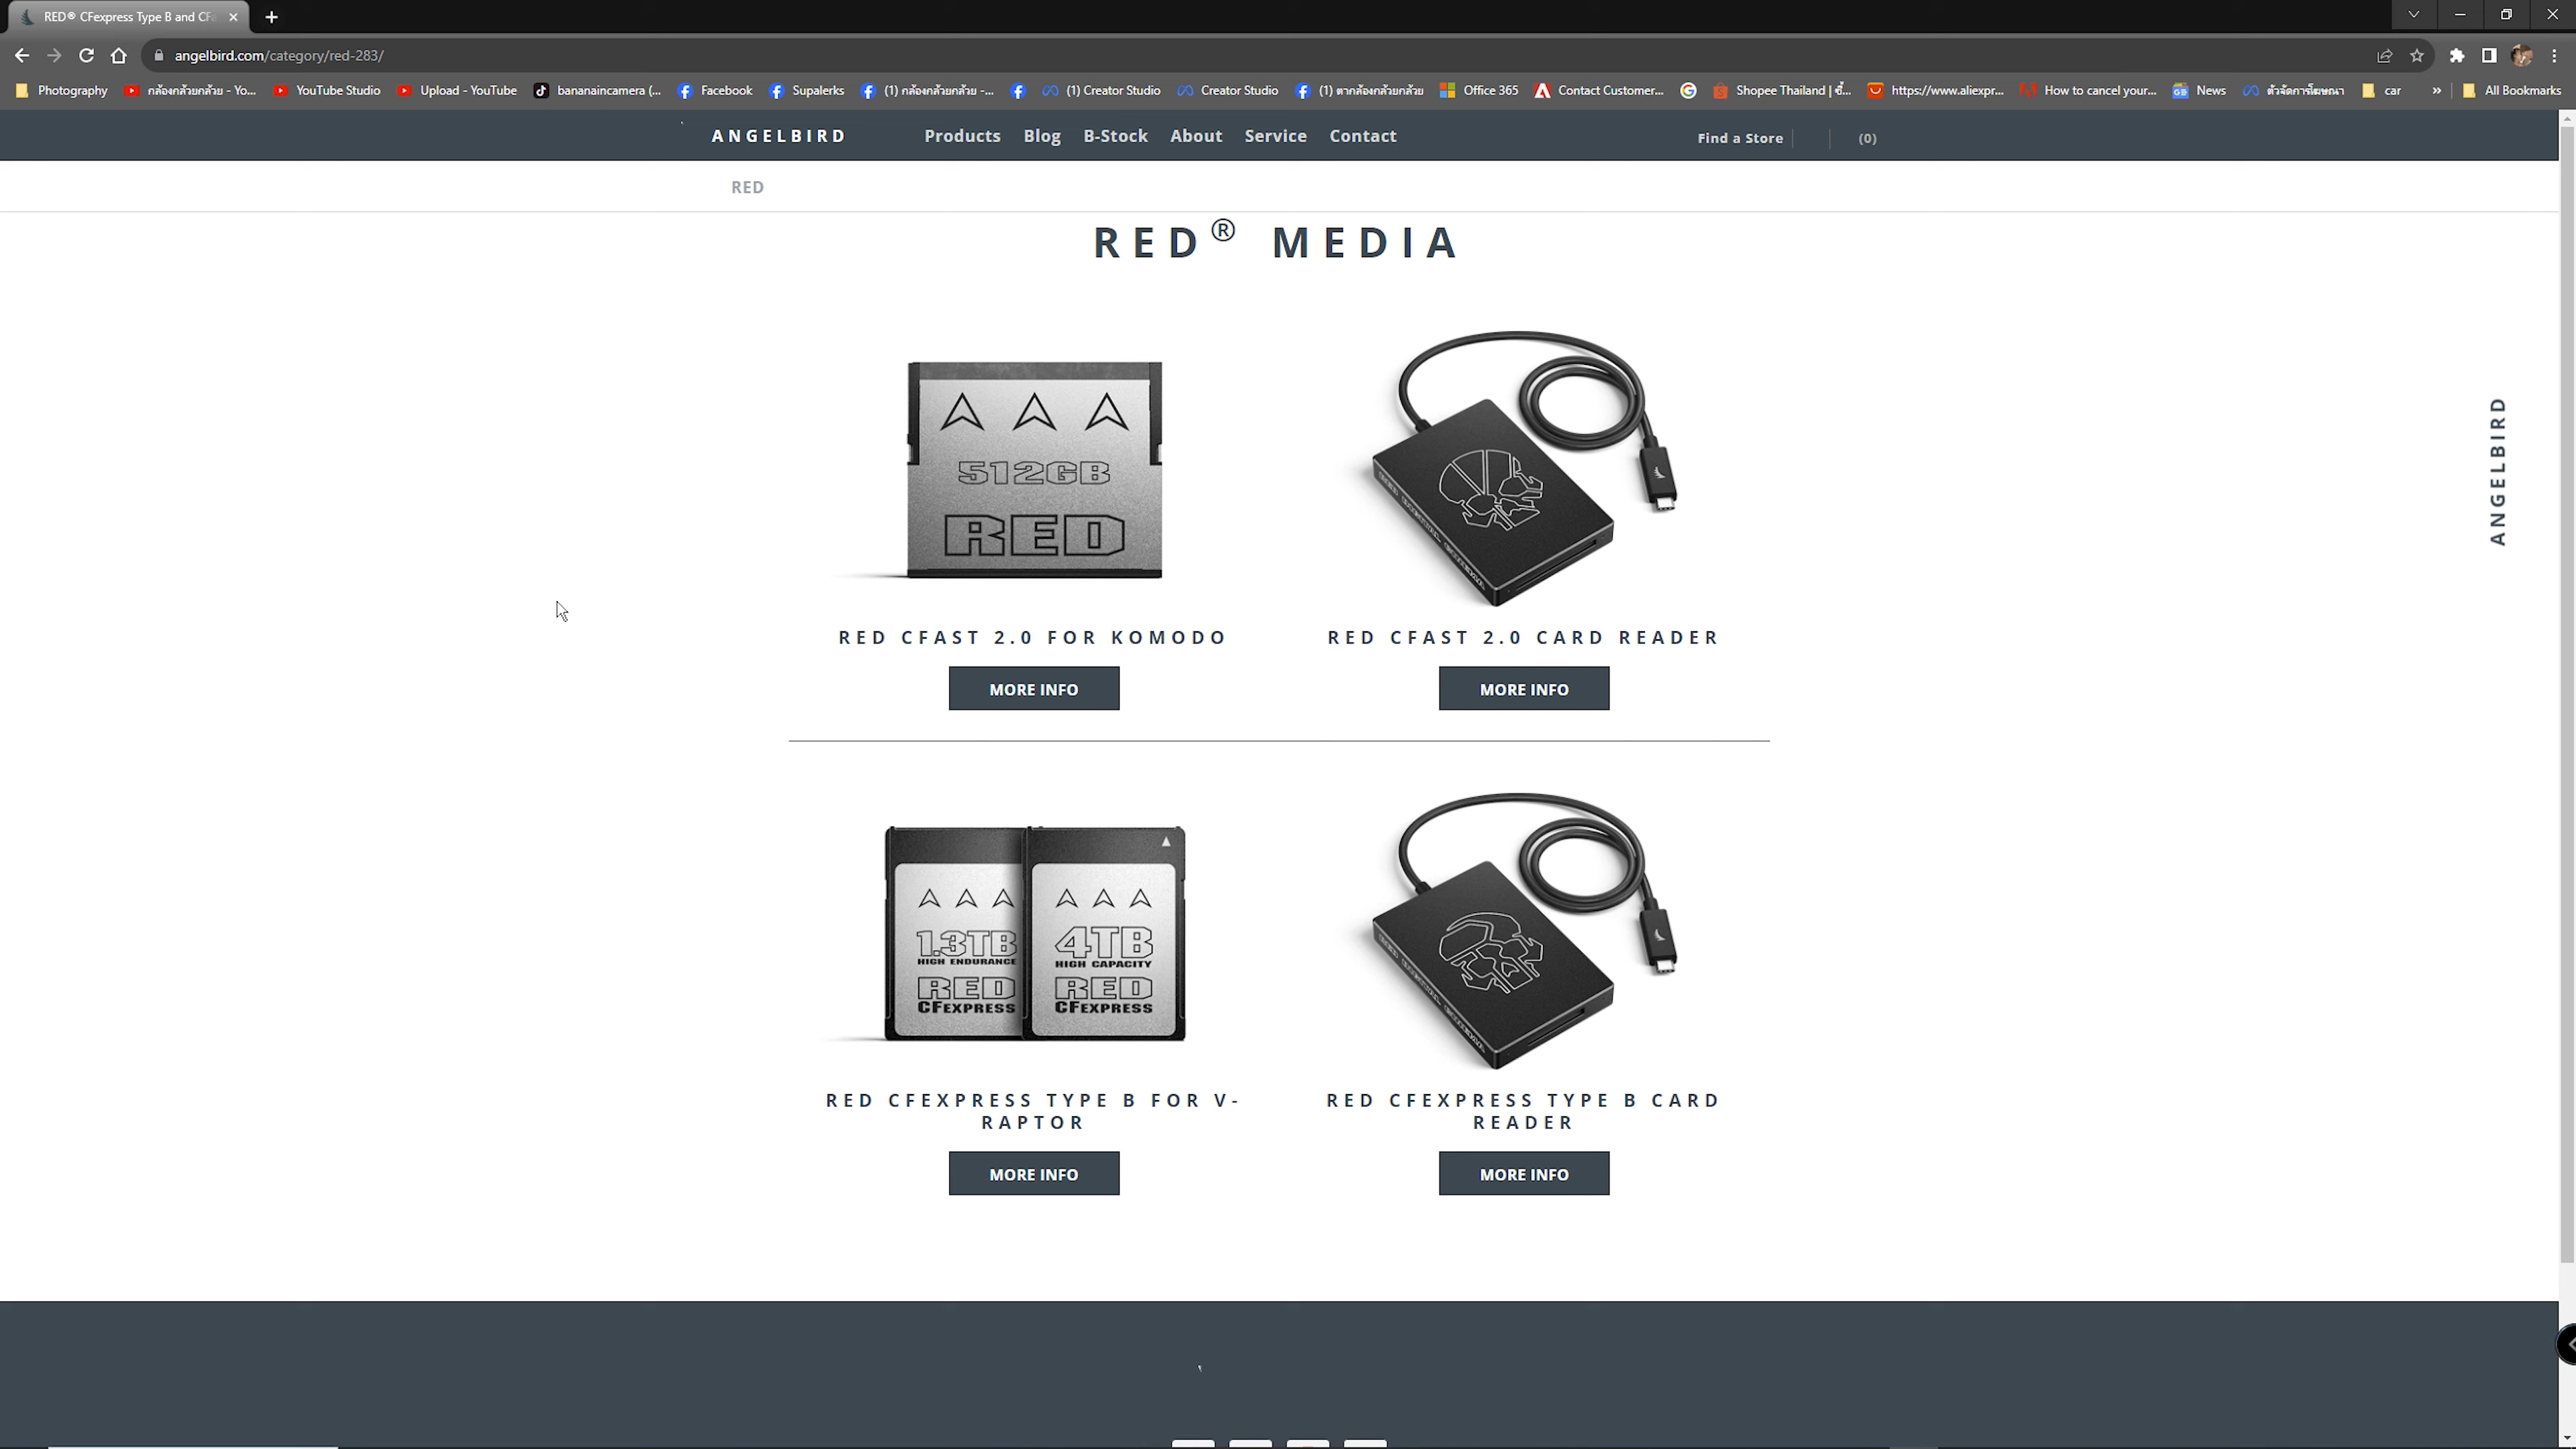 RED® CFexpress Type B and CFa
angelbird.com/category/red-283/
Photography
กล้องกล้วยกล้วย - Yo...
YouTube Studio
Upload - YouTube
bananaincamera (...
Facebook
Supalerks
(1) กล้องกล้วยกล้วย -...
(1) Creator Studio
Creator Studio
(1) ตากล้องกล้วยกล้วย
Office 365
Contact Customer...
Shopee Thailand | ซื้...
https://www.aliexpr...
How to cancel your...
News
ตัวจัดการโฆษณา
car
»
All Bookmarks
ANGELBIRD
Products
Blog
B-Stock
About
Service
Contact
Find a Store
(0)
RED
RED® MEDIA
512GB
RED
RED CFAST 2.0 FOR KOMODO
MORE INFO
RED CFAST 2.0 CARD READER
MORE INFO
ANGELBIRD
1.3TB
HIGH ENDURANCE
RED
CFEXPRESS
4TB
HIGH CAPACITY
RED
CFEXPRESS
RED CFEXPRESS TYPE B FOR V-
RAPTOR
MORE INFO
RED CFEXPRESS TYPE B CARD
READER
MORE INFO